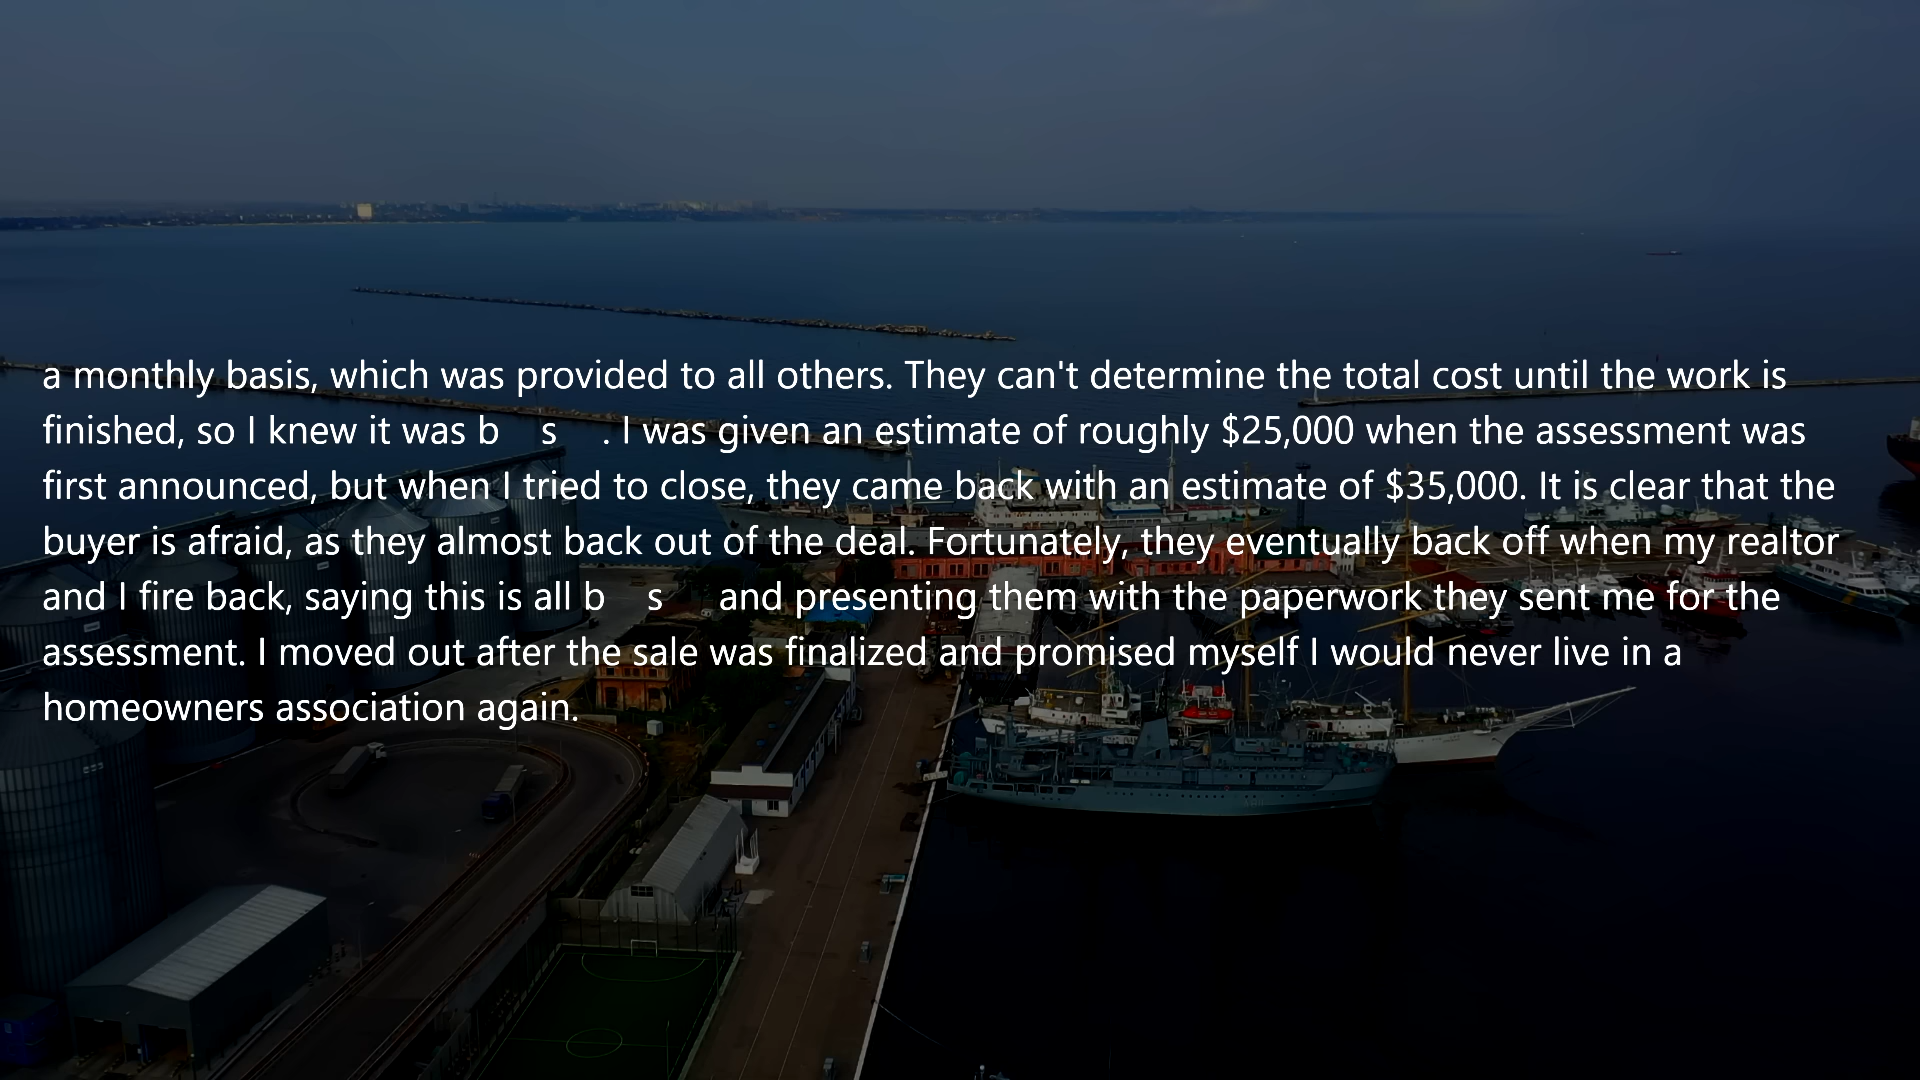 a monthly basis, which was provided to all others. They can't determine the total cost until the work is
finished, so I knew it was b    s    . I was given an estimate of roughly $25,000 when the assessment was
first announced, but when I tried to close, they came back with an estimate of $35,000. It is clear that the
buyer is afraid, as they almost back out of the deal. Fortunately, they eventually back off when my realtor
and I fire back, saying this is all b    s     and presenting them with the paperwork they sent me for the
assessment. I moved out after the sale was finalized and promised myself I would never live in a
homeowners association again.